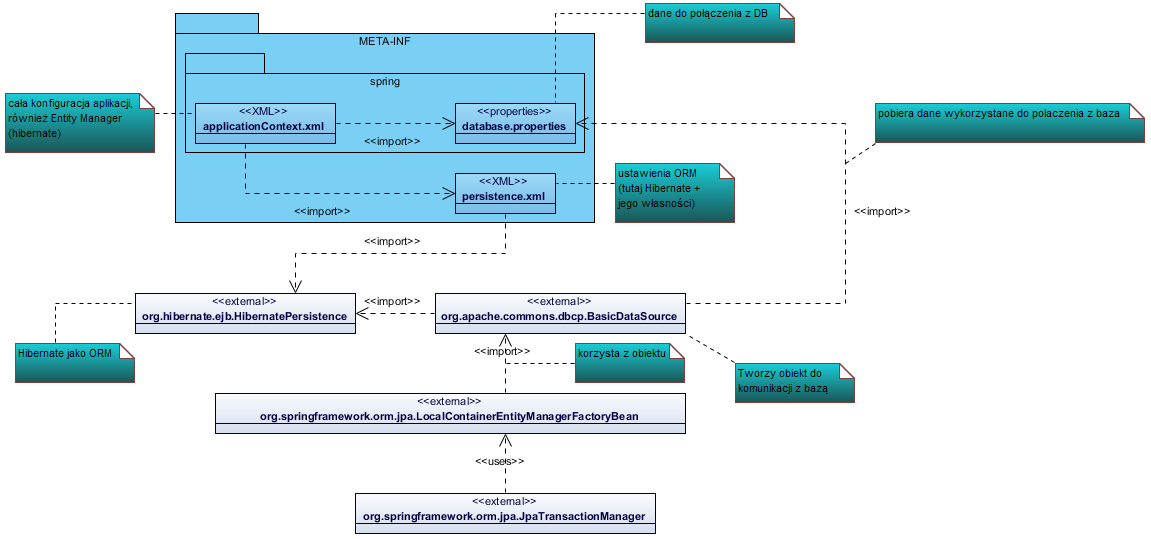 dane do połączenia z DB
META-INF
spring
cała konfiguracja aplikacji,
również Entity Manager
(hibernate)
<<XML>>
applicationContext.xml
<<import>>
<<properties>>
database.properties
pobiera dane wykorzystane do polaczenia z baza
<<XML>>
persistence.xml
ustawienia ORM
(tutaj Hibernate +
jego własności)
<<import>>
<<import>>
<<import>>
<<external>>
org.hibernate.ejb.HibernatePersistence
<<import>>
<<external>>
org.apache.commons.dbcp.BasicDataSource
Hibernate jako ORM
<<import>>
korzysta z obiektu
Tworzy obiekt do
komunikacji z bazą
<<external>>
org.springframework.orm.jpa.LocalContainerEntityManagerFactoryBean
<<uses>>
<<external>>
org.springframework.orm.jpa.JpaTransactionManager